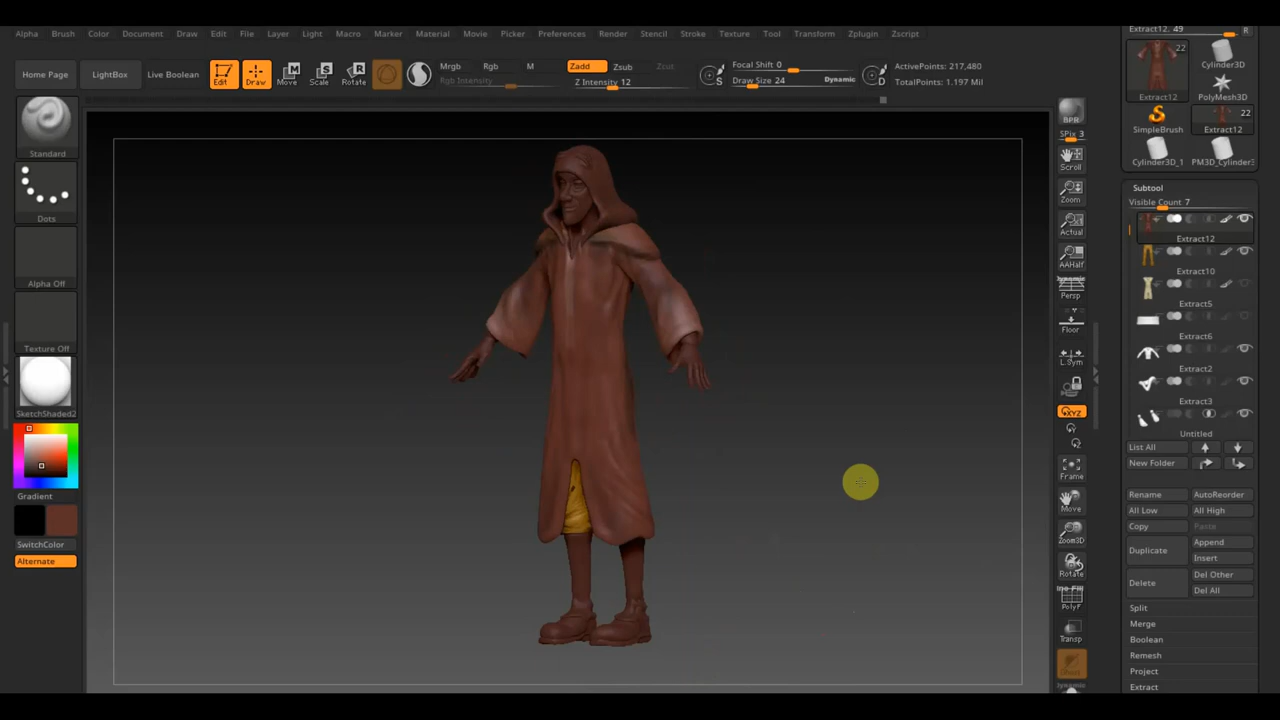 Alpha Brush Color Document Draw Edit File Layer Light Macro Marker Material Movie Picker Preferences Render Stencil Stroke Texture Tool Transform Zplugin Zscript
Extract12. 49 R
22
Extract12
Cylinder3D
PolyMesh3D
SimpleBrush
22
Extract12
Cylinder3D_1
PM3D_Cylinder3
Home Page
LightBox
Live Boolean
Edit
Draw
Move
Scale
Rotate
Mrgb Rgb M
Rgb Intensity
Zadd Zsub Zcut
Z Intensity 12
Focal Shift 0
Draw Size 24
Dynamic
ActivePoints: 217,480
TotalPoints: 1.197 Mil
Standard
Dots
Alpha Off
Texture Off
SketchShaded2
Gradient
SwitchColor
Alternate
BPR
SPix 3
Scroll
Zoom
Actual
AAHalf
Dynamic
Persp
Floor
L.Sym
XYZ
Frame
Move
Zoom3D
Rotate
PolyF
Transp
Dynamic
Subtool
Visible Count 7
Extract12
Extract10
Extract5
Extract6
Extract2
Extract3
Untitled
List All
New Folder
Rename AutoReorder
All Low All High
Copy Paste
Duplicate Append
Insert
Delete Del Other
Del All
Split
Merge
Boolean
Remesh
Project
Extract